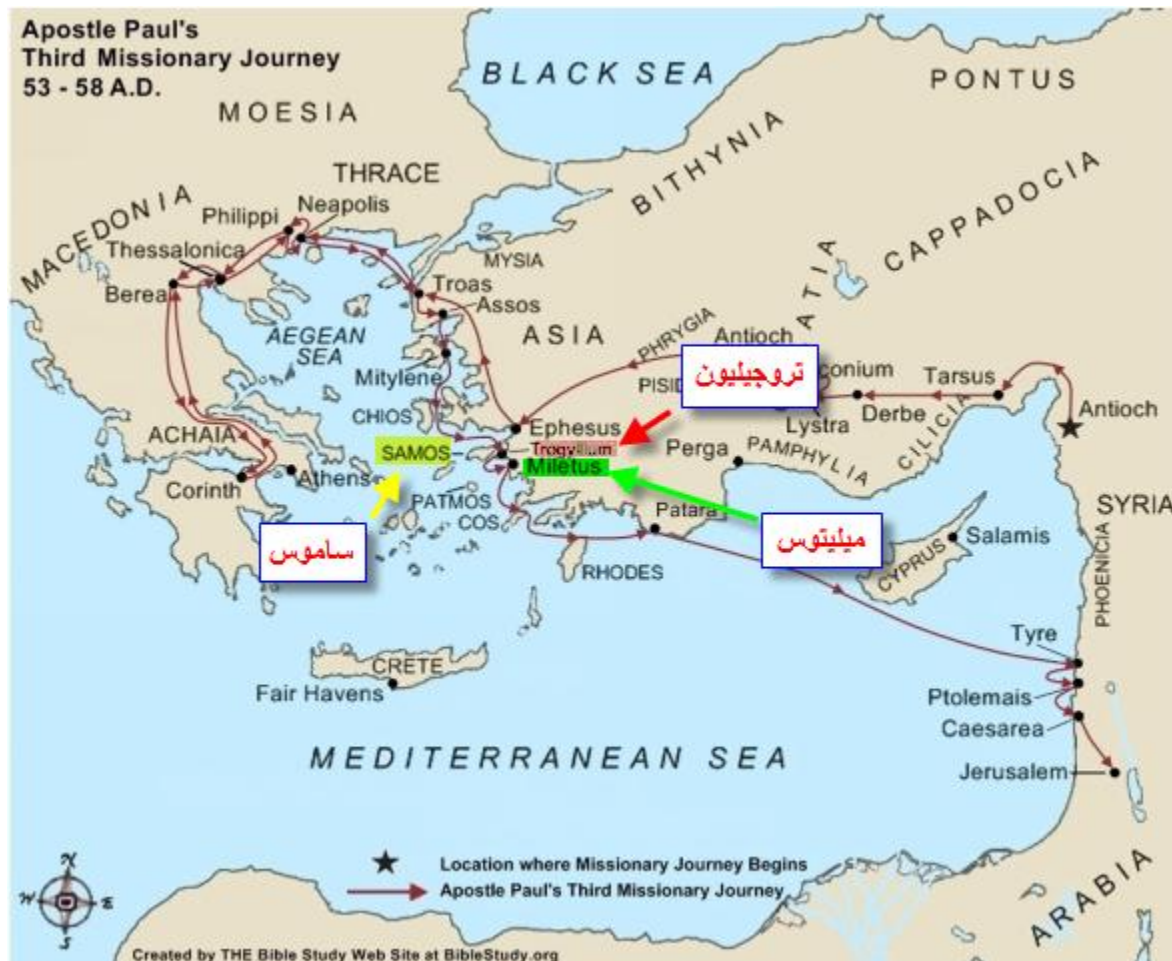 Apostle Paul's
Third Missionary Journey
53 - 58 A.D.
BLACK SEA
PONTUS
MOESIA
BITHYNIA
THRACE
CAPPADOCIA
MACEDONIA
Neapolis
Philippi
Thessalonica
Berea
MYSIA
Troas
Assos
ATIA
AEGEAN
SEA
ASIA
PHRYGIA
Antioch
Mitylene
تروجيليون
PISID
conium
Tarsus
CHIOS
Lystra
Derbe
CILICIA
Antioch
Ephesus
ACHAIA
SAMOS
Trogyllium
Perga
PAMPHYLIA
Miletus
Corinth
Athens
PATMOS
COS
Patara
SYRIA
ساموس
ميليتوس
Salamis
CYPRUS
RHODES
PHOENICIA
Tyre
CRETE
Fair Havens
Ptolemais
Caesarea
MEDITERRANEAN SEA
Jerusalem
N
W
E
S
Location where Missionary Journey Begins
Apostle Paul's Third Missionary Journey
ARABIA
Created by THE Bible Study Web Site at BibleStudy.org